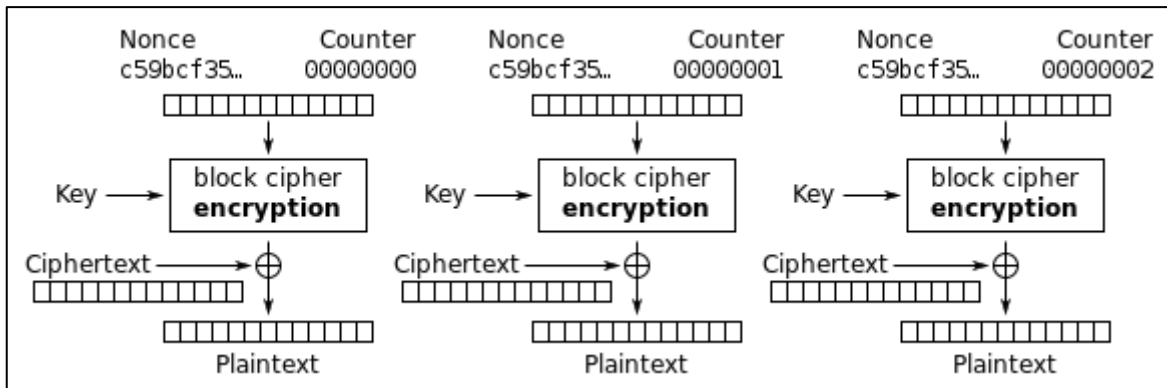 Nonce Counter Nonce Counter Nonce Counter
c59bcf35… 00000000 c59bcf35… 00000001 c59bcf35… 00000002
block cipher block cipher block cipher
Key encryption Key encryption Key encryption
Ciphertext Ciphertext Ciphertext
Plaintext Plaintext Plaintext